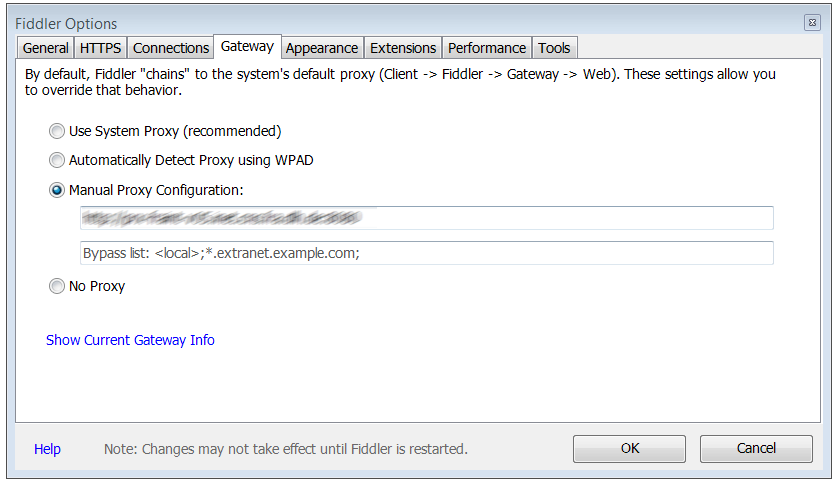 Fiddler Options
General HTTPS Connections Gateway Appearance Extensions Performance Tools
By default, Fiddler "chains" to the system's default proxy (Client -> Fiddler -> Gateway -> Web). These settings allow you
to override that behavior.
Use System Proxy (recommended)
Automatically Detect Proxy using WPAD
Manual Proxy Configuration:
Bypass list: <local>;*.extranet.example.com;
No Proxy
Show Current Gateway Info
Help Note: Changes may not take effect until Fiddler is restarted. OK Cancel